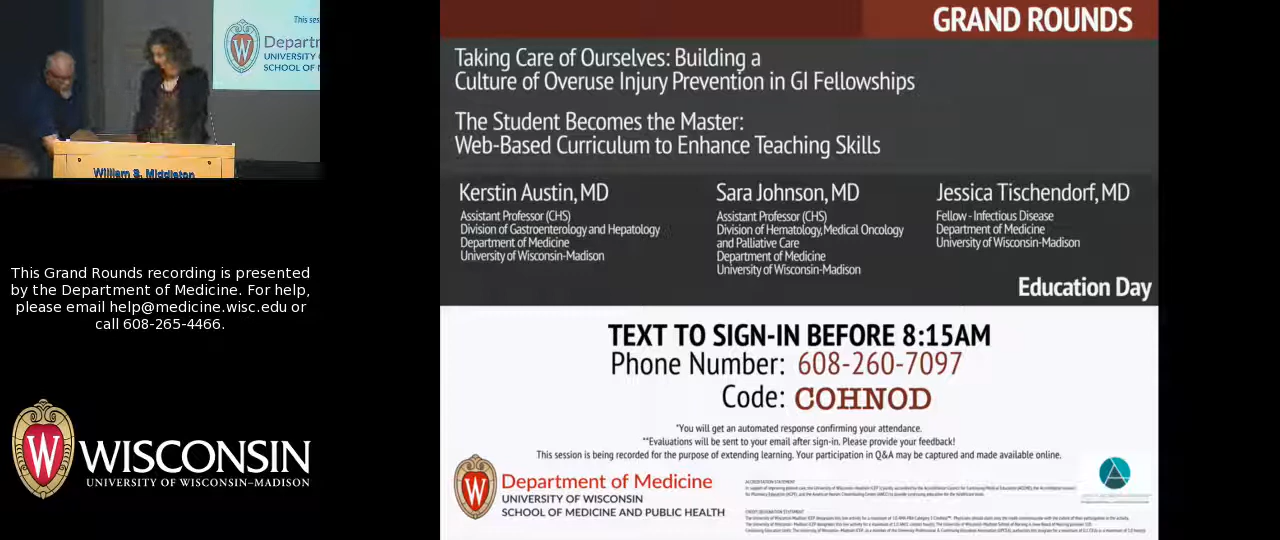 This ses
Departm
UNIVERSITY OF
SCHOOL OF M
William S. Middleton
This Grand Rounds recording is presented
by the Department of Medicine. For help,
please email help@medicine.wisc.edu or
call 608-265-4466.
WISCONSIN
UNIVERSITY OF WISCONSIN–MADISON
GRAND ROUNDS
Taking Care of Ourselves: Building a
Culture of Overuse Injury Prevention in GI Fellowships
The Student Becomes the Master:
Web-Based Curriculum to Enhance Teaching Skills
Kerstin Austin, MD
Assistant Professor (CHS)
Division of Gastroenterology and Hepatology
Department of Medicine
University of Wisconsin-Madison
Sara Johnson, MD
Assistant Professor (CHS)
Division of Hematology, Medical Oncology
and Palliative Care
Department of Medicine
University of Wisconsin-Madison
Jessica Tischendorf, MD
Fellow - Infectious Disease
Department of Medicine
University of Wisconsin-Madison
Education Day
TEXT TO SIGN-IN BEFORE 8:15AM
Phone Number: 608-260-7097
Code: COHNOD
*You will get an automated response confirming your attendance.
**Evaluations will be sent to your email after sign-in. Please provide your feedback!
This session is being recorded for the purpose of extending learning. Your participation in Q&A may be captured and made available online.
Department of Medicine
UNIVERSITY OF WISCONSIN
SCHOOL OF MEDICINE AND PUBLIC HEALTH
ACCREDITATION STATEMENT
CREDIT DESIGNATION STATEMENT